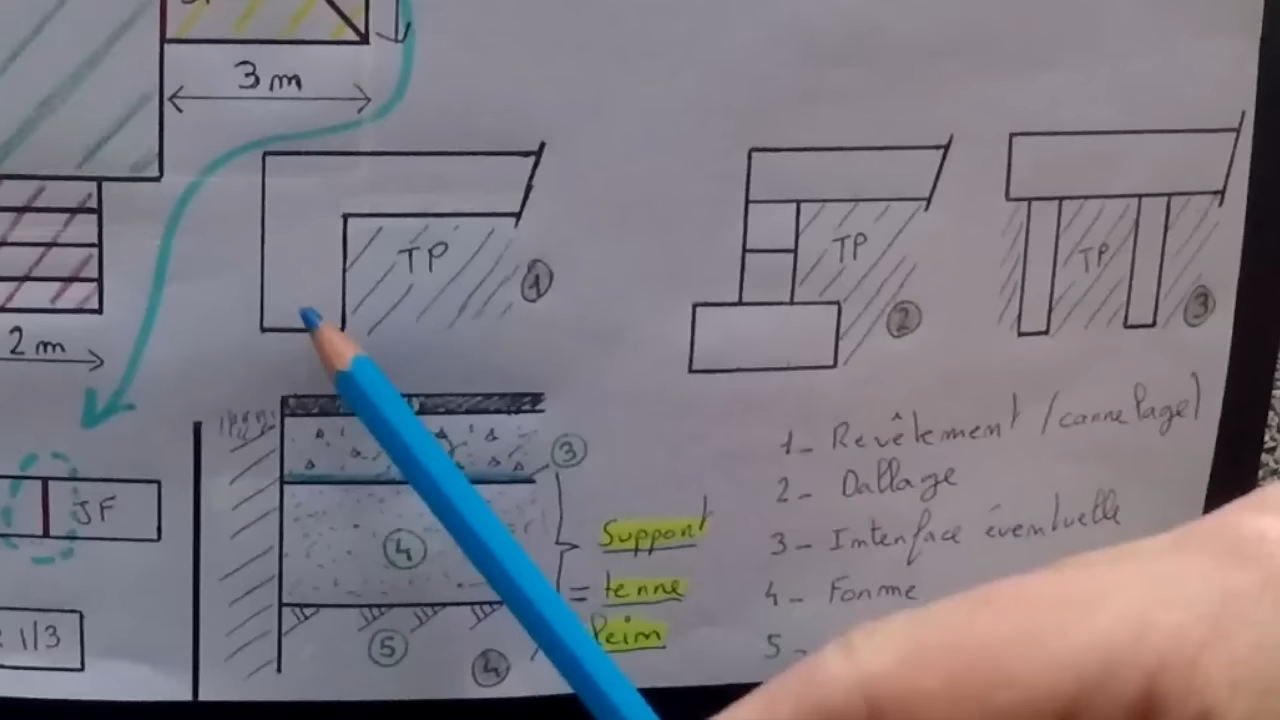 3 m
TP
1
TP
2
TP
3
2 m
JF
1/3
3
4
5
4
Support
=
terre
plein
1- Revêtement / carrelage)
2- Dallage
3- Interface éventuelle
4- Forme
5-